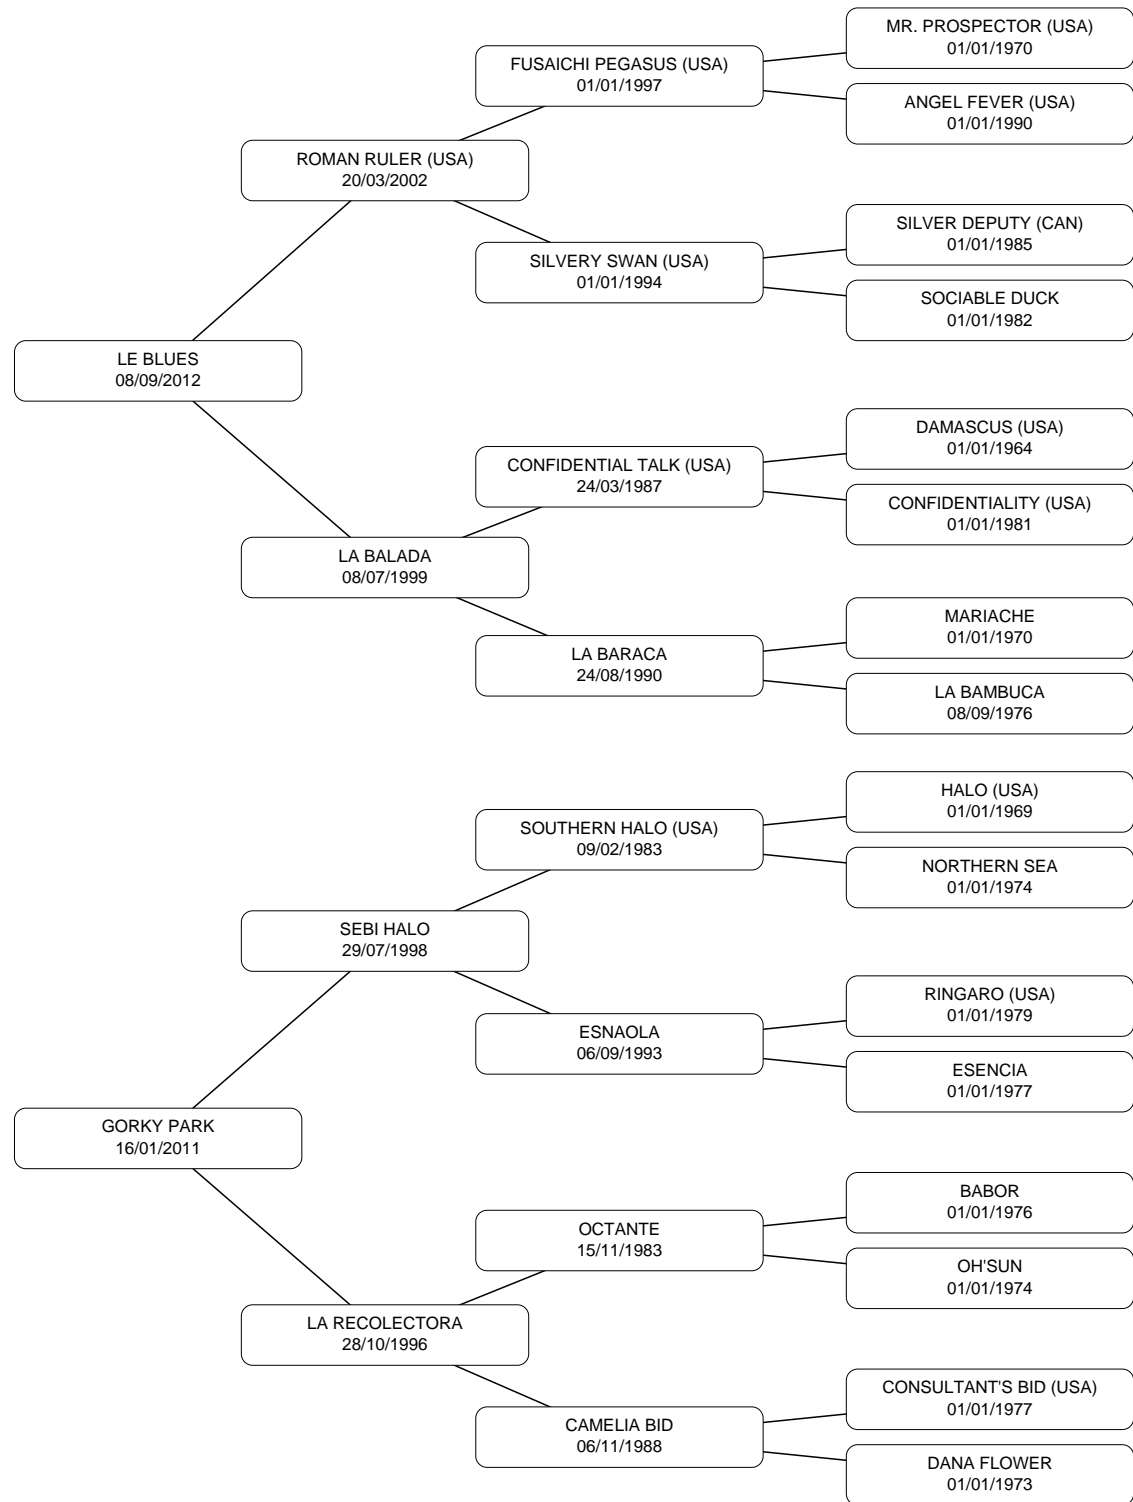 MR. PROSPECTOR (USA)
01/01/1970
FUSAICHI PEGASUS (USA)
01/01/1997
ANGEL FEVER (USA)
01/01/1990
ROMAN RULER (USA)
20/03/2002
SILVER DEPUTY (CAN)
01/01/1985
SILVERY SWAN (USA)
01/01/1994
SOCIABLE DUCK
01/01/1982
LE BLUES
08/09/2012
DAMASCUS (USA)
01/01/1964
CONFIDENTIAL TALK (USA)
24/03/1987
CONFIDENTIALITY (USA)
01/01/1981
LA BALADA
08/07/1999
MARIACHE
01/01/1970
LA BARACA
24/08/1990
LA BAMBUCA
08/09/1976
HALO (USA)
01/01/1969
SOUTHERN HALO (USA)
09/02/1983
NORTHERN SEA
01/01/1974
SEBI HALO
29/07/1998
RINGARO (USA)
01/01/1979
ESNAOLA
06/09/1993
ESENCIA
01/01/1977
GORKY PARK
16/01/2011
BABOR
01/01/1976
OCTANTE
15/11/1983
OH'SUN
01/01/1974
LA RECOLECTORA
28/10/1996
CONSULTANT'S BID (USA)
01/01/1977
CAMELIA BID
06/11/1988
DANA FLOWER
01/01/1973